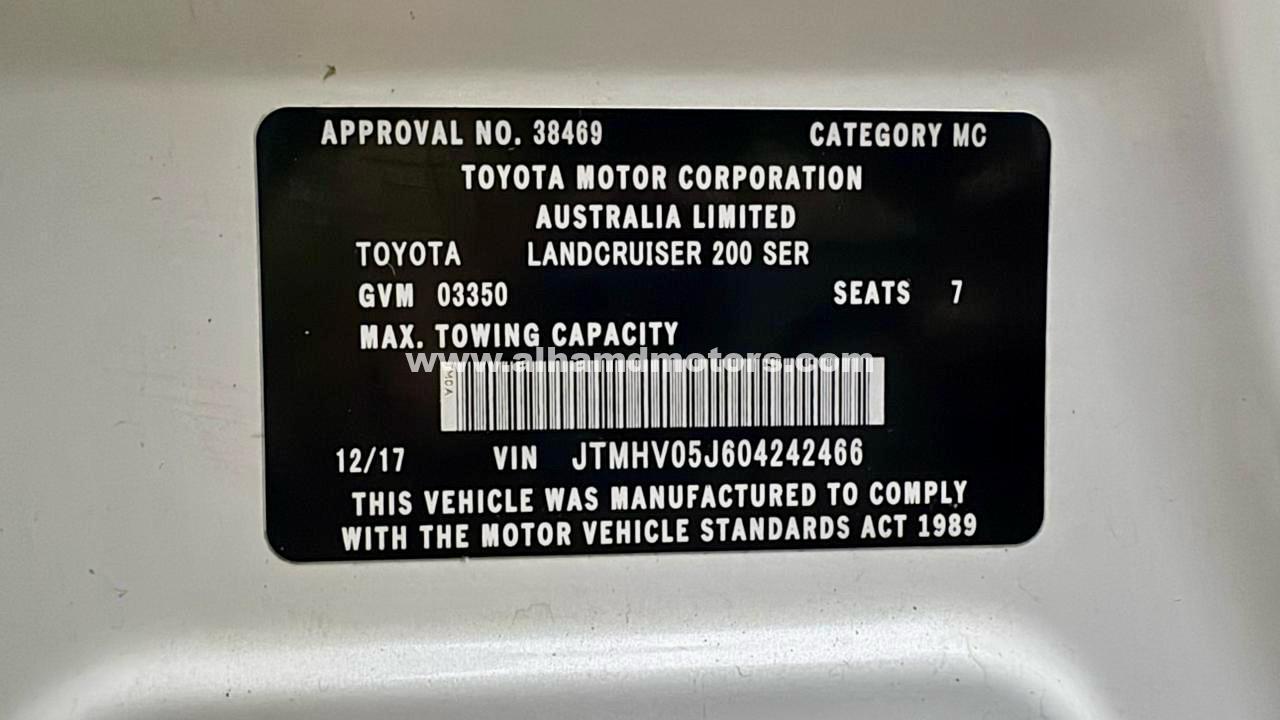 APPROVAL NO. 38469 CATEGORY MC
TOYOTA MOTOR CORPORATION
AUSTRALIA LIMITED
TOYOTA LANDCRUISER 200 SER
GVM 03350 SEATS 7
MAX. TOWING CAPACITY
www.alhamdmotors.com
12/17 VIN JTMHV05J604242466
THIS VEHICLE WAS MANUFACTURED TO COMPLY
WITH THE MOTOR VEHICLE STANDARDS ACT 1989